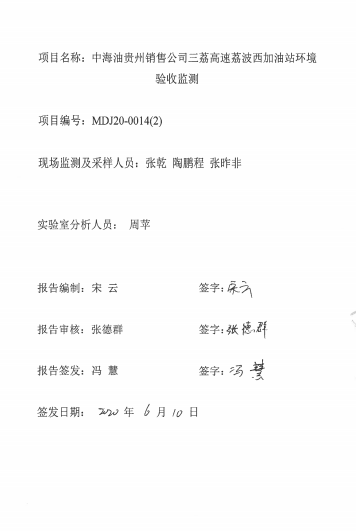 项目名称：中海油贵州销售公司三荔高速荔波西加油站环境
验收监测
项目编号：MDJ20-0014(2)
现场监测及采样人员：张乾 陶鹏程 张昨非
实验室分析人员： 周苹
报告编制：宋 云 签字：宋云
报告审核：张德群 签字：张德群
报告签发：冯 慧 签字：冯慧
签发日期： 2020 年 6 月 10 日